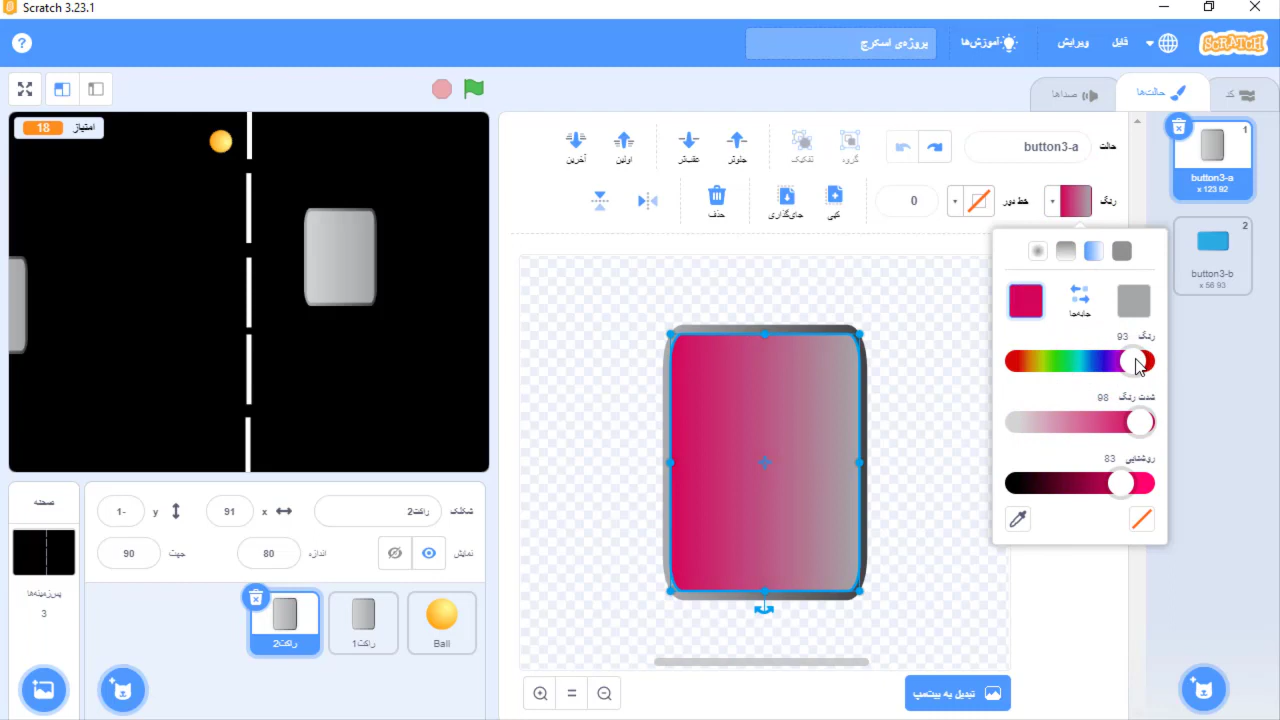 Scratch 3.23.1
SCRATCH
فایل
ویرایش
آموزش‌ها
پروژه‌ی اسکرچ
?
کد
حالت‌ها
صداها
امتیاز 18
حالت button3-a
گروه
تفکیک
جلوتر
عقب‌تر
اولین
آخرین
رنگ
خط دور 0
کپی
جای‌گذاری
حذف
جابه‌جا
رنگ 93
شدت رنگ 98
روشنایی 83
1
button3-a
123 x 92
2
button3-b
93 x 56
شکلک راکت2
x 91
y -1
نمایش
اندازه 80
جهت 90
Ball
راکت1
راکت2
صحنه
پس‌زمینه‌ها
3
تبدیل به بیت‌مپ